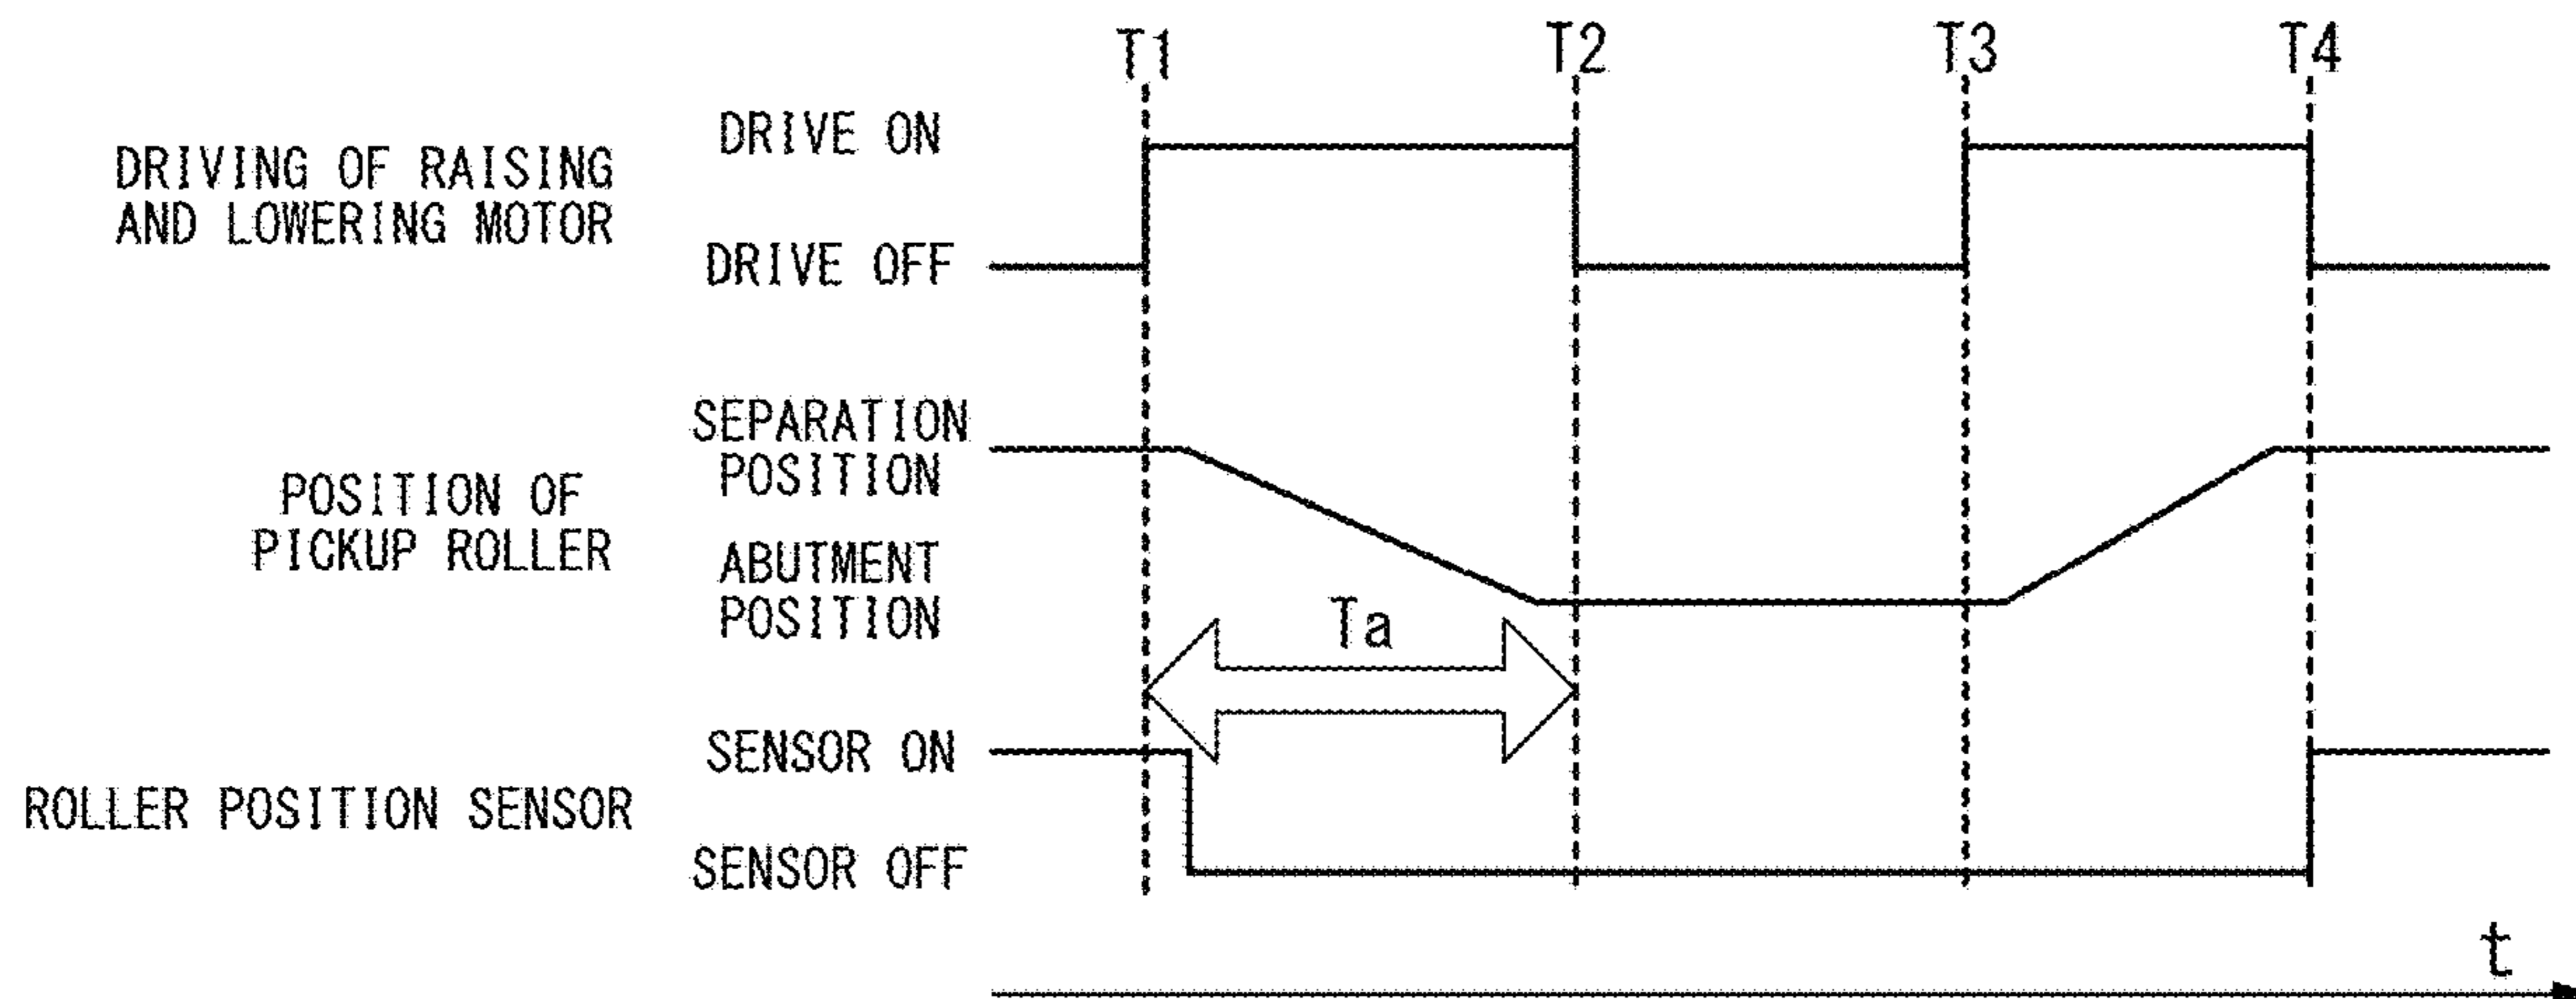 T1
T2
T3
T4
DRIVING OF RAISING
AND LOWERING MOTOR
DRIVE ON
DRIVE OFF
POSITION OF
PICKUP ROLLER
SEPARATION
POSITION
ABUTMENT
POSITION
Ta
ROLLER POSITION SENSOR
SENSOR ON
SENSOR OFF
t